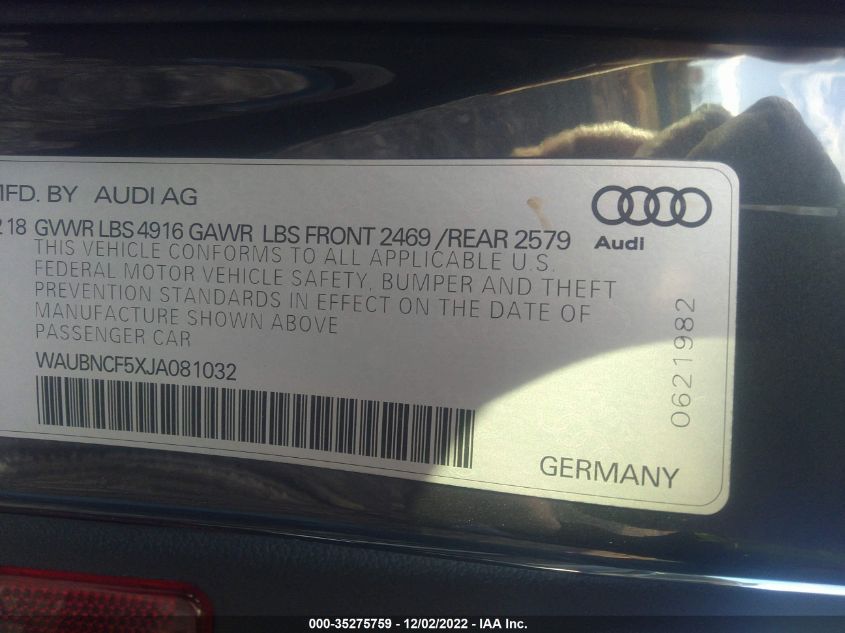 MFD. BY AUDI AG
2 18 GVWR LBS 4916 GAWR LBS FRONT 2469 /REAR 2579
THIS VEHICLE CONFORMS TO ALL APPLICABLE U.S.
FEDERAL MOTOR VEHICLE SAFETY, BUMPER AND THEFT
PREVENTION STANDARDS IN EFFECT ON THE DATE OF
MANUFACTURE SHOWN ABOVE
PASSENGER CAR
WAUBNCF5XJA081032
Audi
0621982
GERMANY
000-35275759 - 12/02/2022 - IAA Inc.